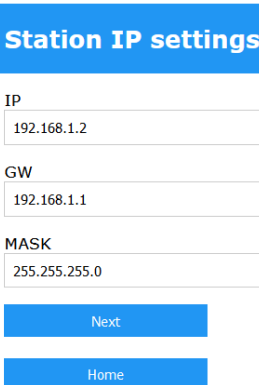 Station IP settings
IP
192.168.1.2
GW
192.168.1.1
MASK
255.255.255.0
Next
Home